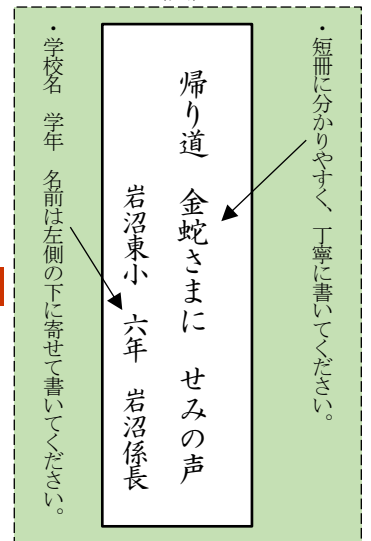 ・短冊に分かりやすく、丁寧に書いてください。
帰り道　金蛇さまに　せみの声
岩沼東小　六年　岩沼係長
・学校名　学年　名前は左側の下に寄せて書いてください。